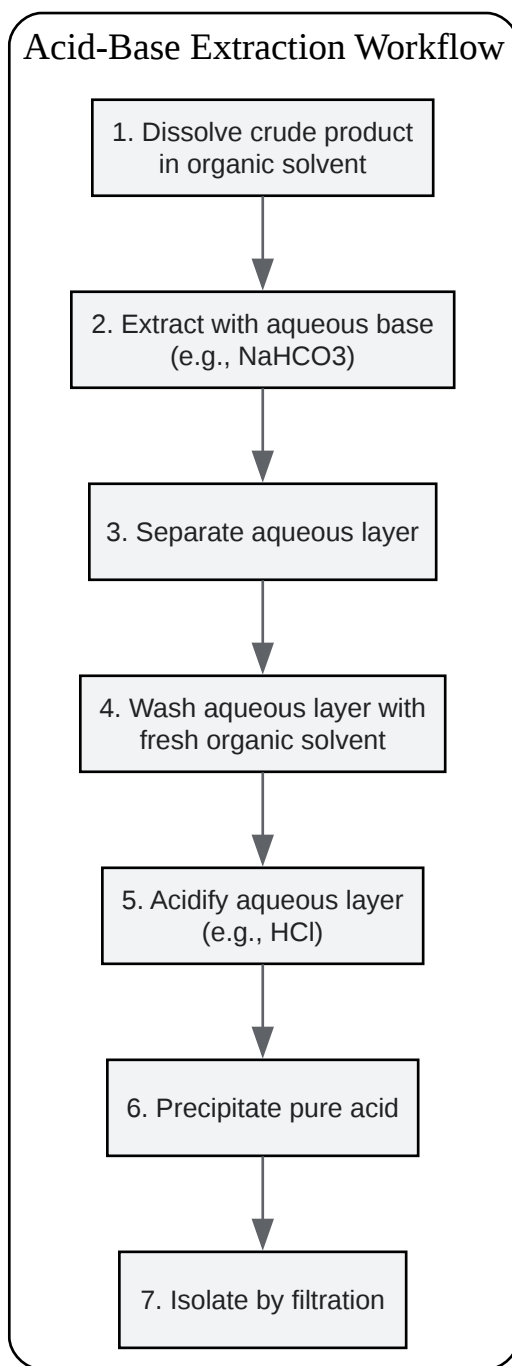 Acid-Base Extraction Workflow
1. Dissolve crude product
in organic solvent
2. Extract with aqueous base
(e.g., NaHCO3)
3. Separate aqueous layer
4. Wash aqueous layer with
fresh organic solvent
5. Acidify aqueous layer
(e.g., HCl)
6. Precipitate pure acid
7. Isolate by filtration